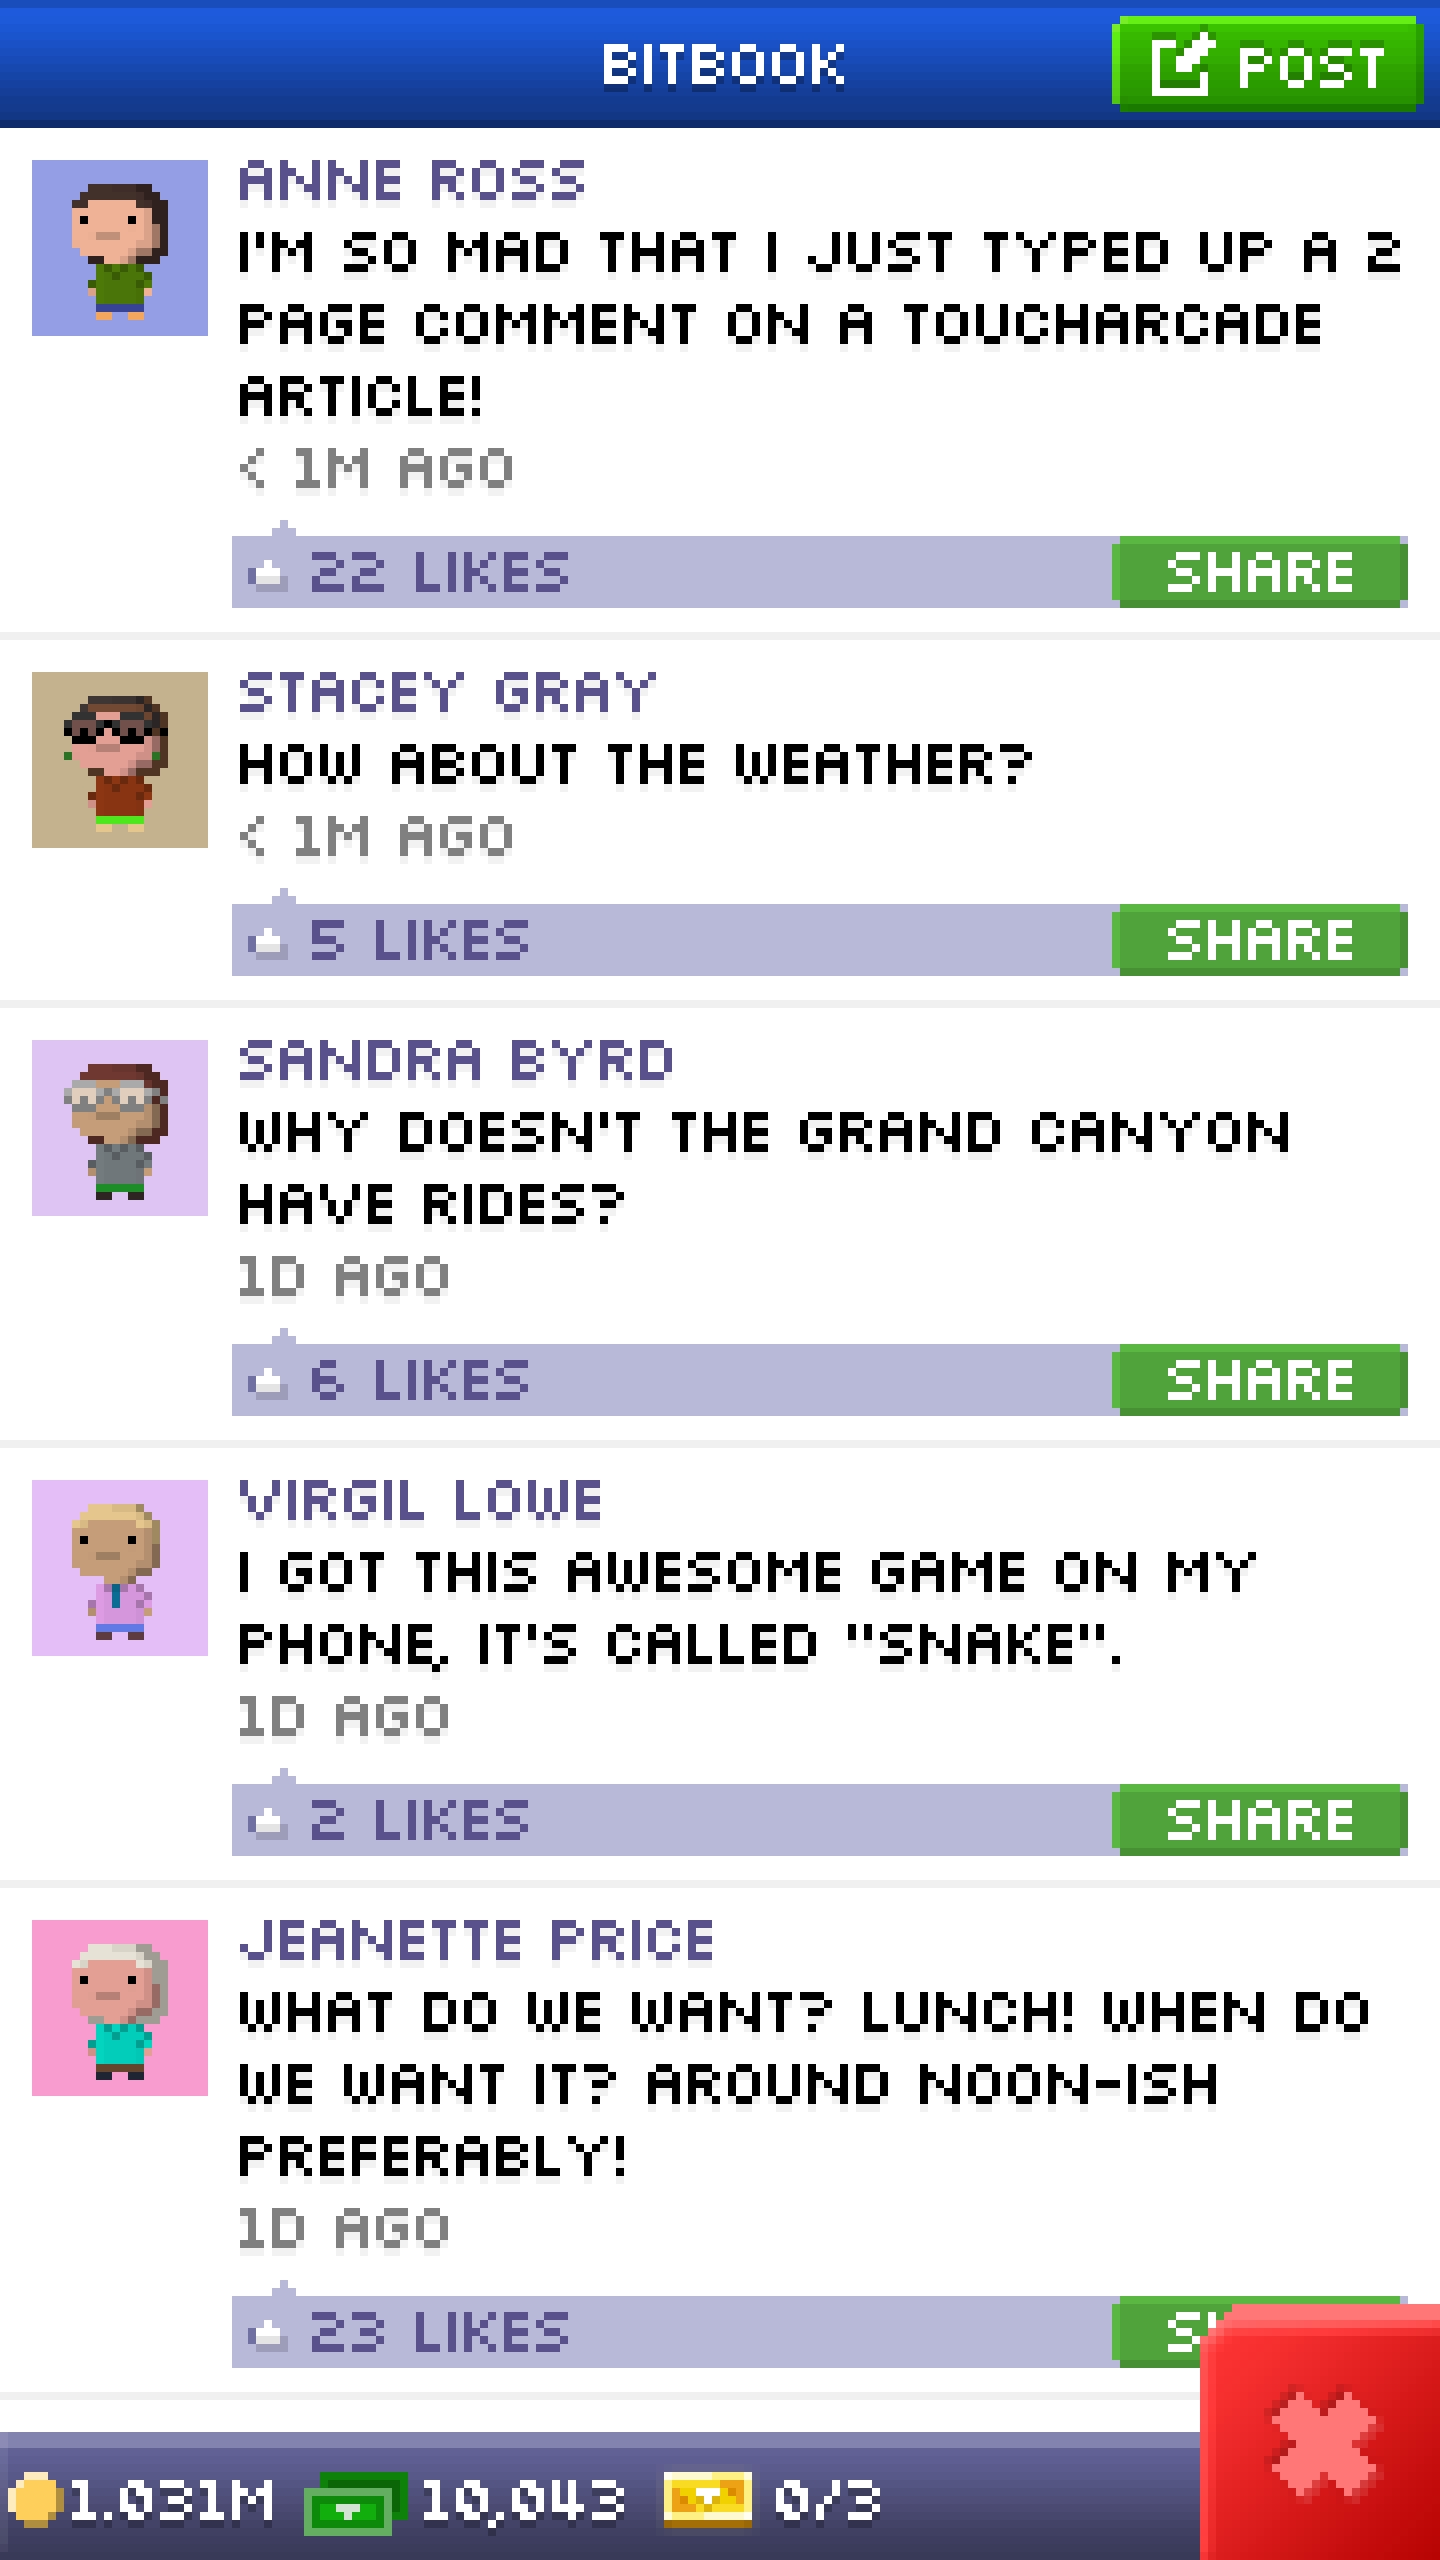 BITBOOK
POST
ANNE ROSS
I'M SO MAD THAT I JUST TYPED UP A 2
PAGE COMMENT ON A TOUCHARCADE
ARTICLE!
< 1M AGO
22 LIKES
SHARE
STACEY GRAY
HOW ABOUT THE WEATHER?
< 1M AGO
5 LIKES
SHARE
SANDRA BYRD
WHY DOESN'T THE GRAND CANYON
HAVE RIDES?
1D AGO
6 LIKES
SHARE
VIRGIL LOWE
I GOT THIS AWESOME GAME ON MY
PHONE, IT'S CALLED "SNAKE".
1D AGO
2 LIKES
SHARE
JEANETTE PRICE
WHAT DO WE WANT? LUNCH! WHEN DO
WE WANT IT? AROUND NOON-ISH
PREFERABLY!
1D AGO
23 LIKES
1.031M 10,043 0/3